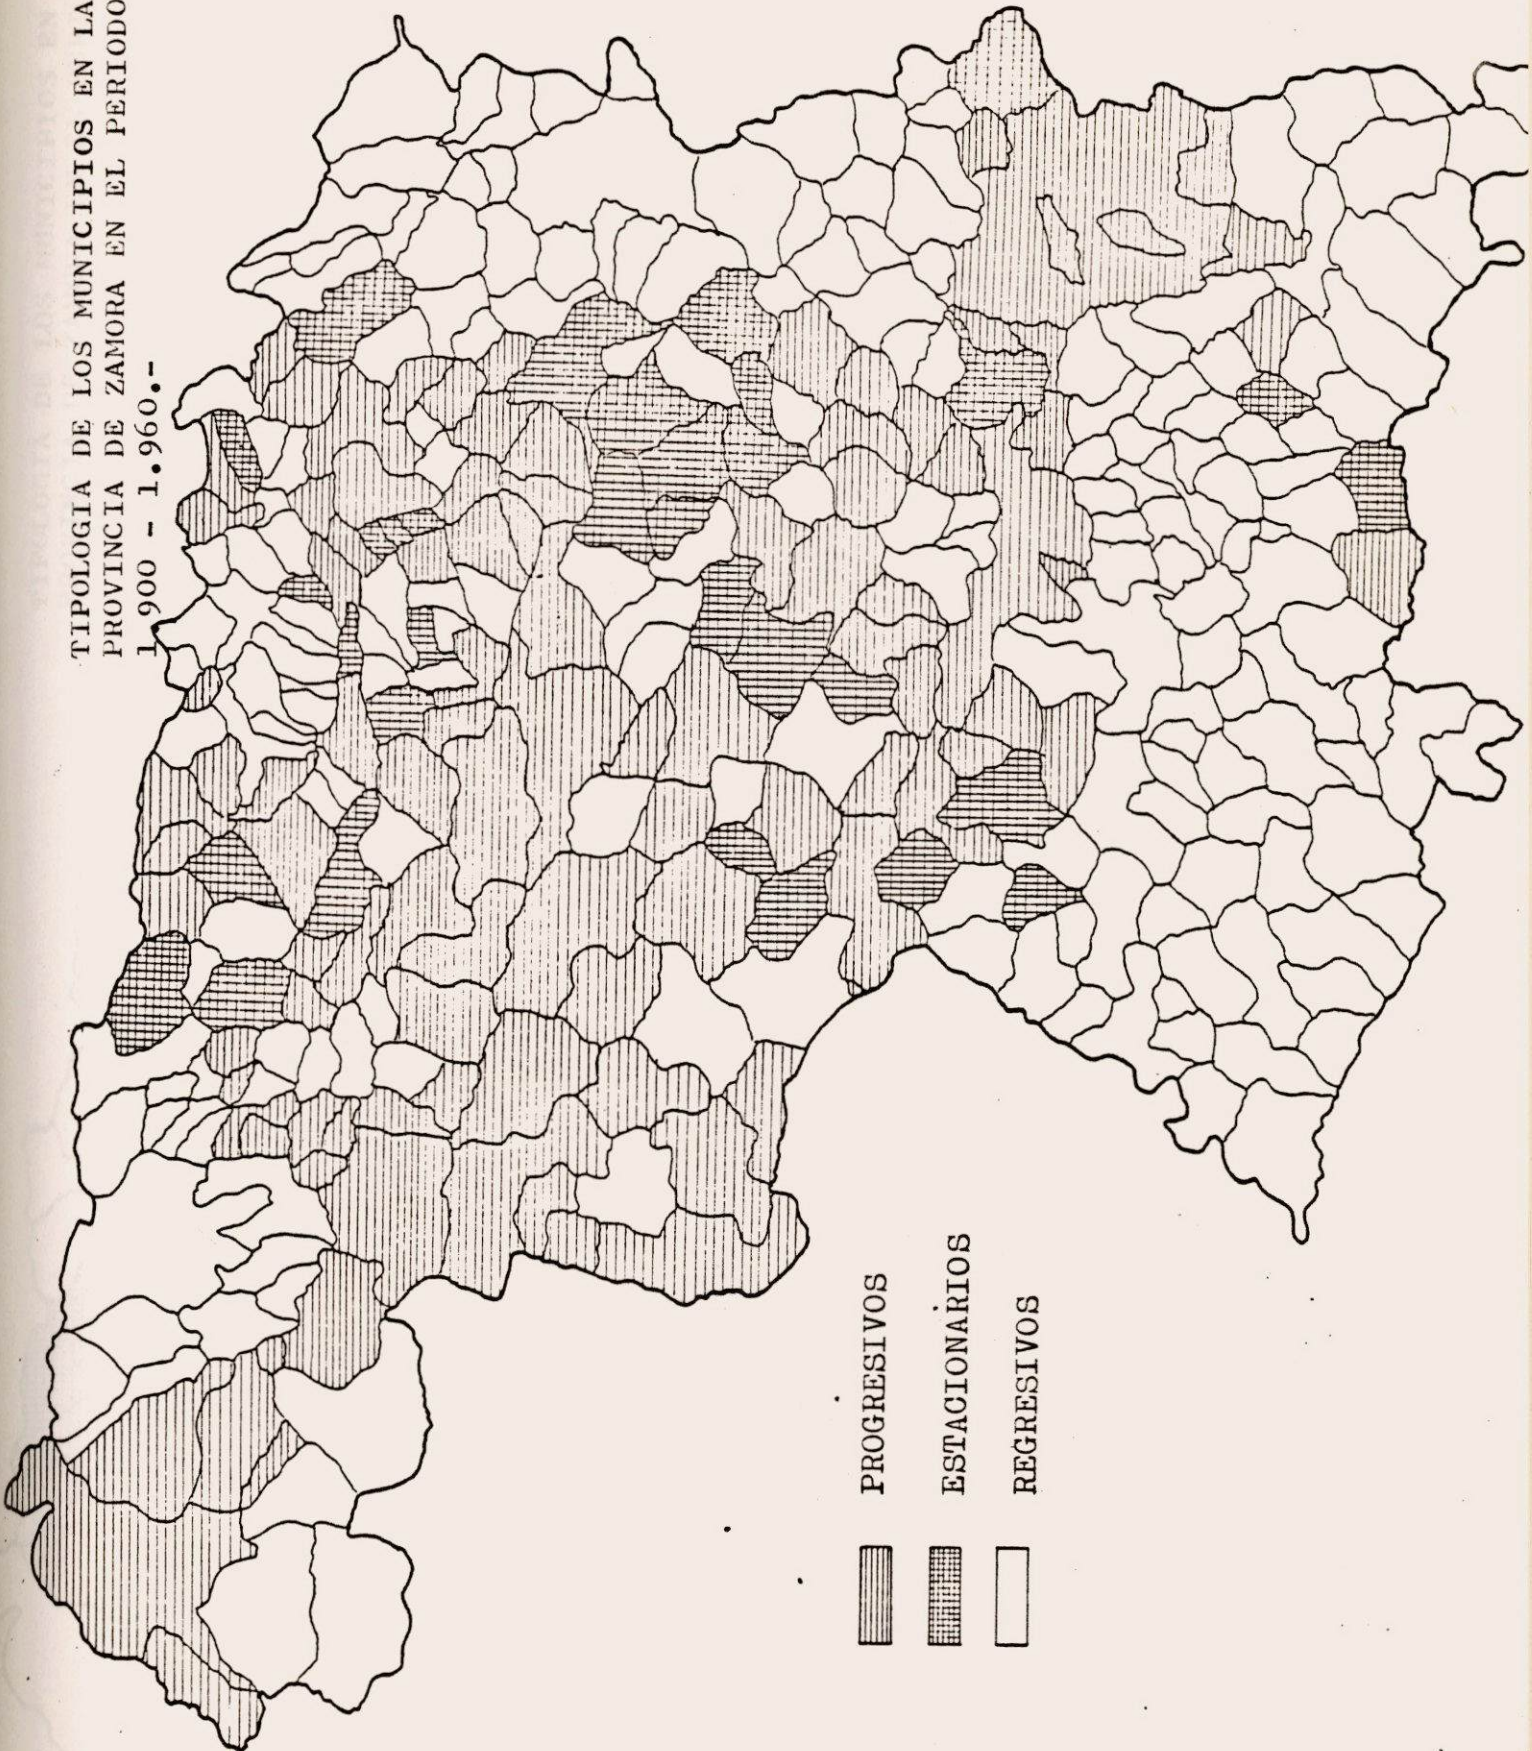 TIPOLOGIA DE LOS MUNICIPIOS EN LA
PROVINCIA DE ZAMORA EN EL PERIODO
1.900 - 1.960.-
PROGRESIVOS
ESTACIONARIOS
REGRESIVOS